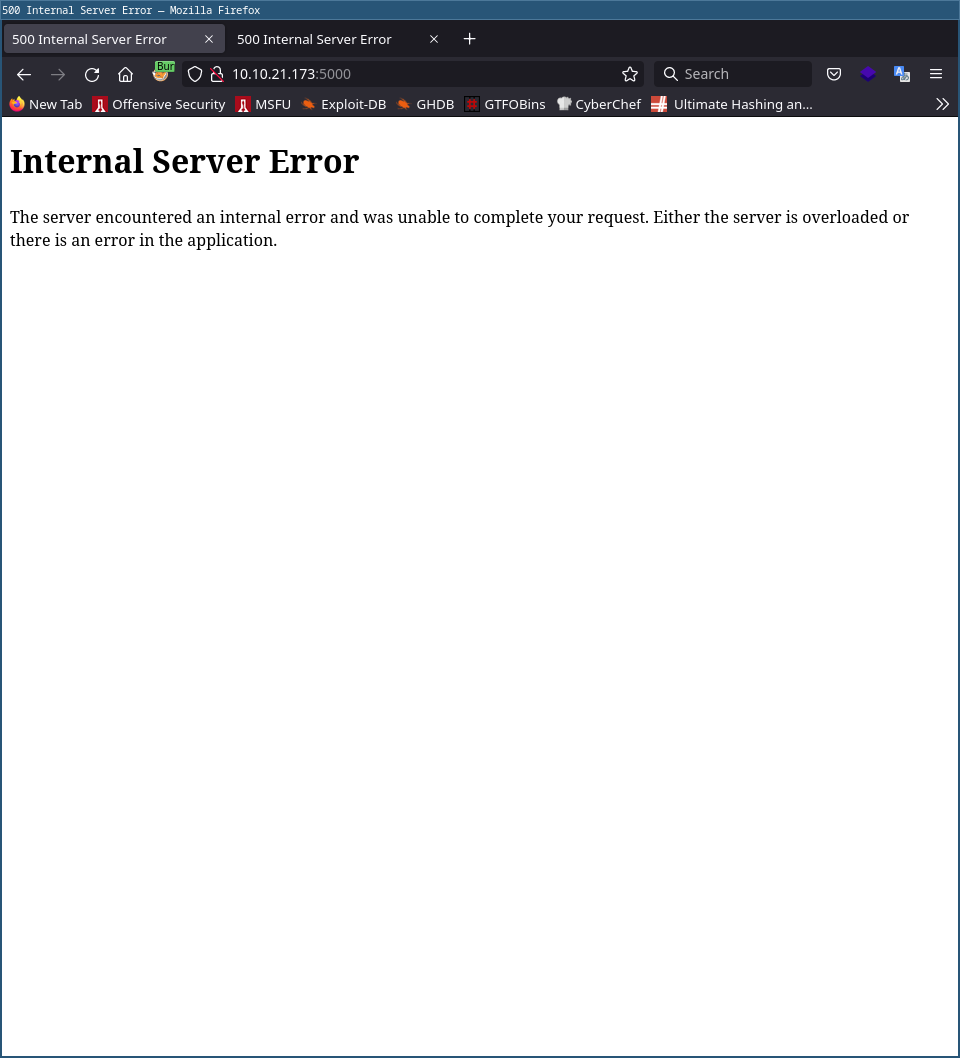 500 Internal Server Error — Mozilla Firefox
500 Internal Server Error
500 Internal Server Error
Bur
10.10.21.173:5000
Search
New Tab
Offensive Security
MSFU
Exploit-DB
GHDB
GTFOBins
CyberChef
Ultimate Hashing an...
Internal Server Error
The server encountered an internal error and was unable to complete your request. Either the server is overloaded or
there is an error in the application.